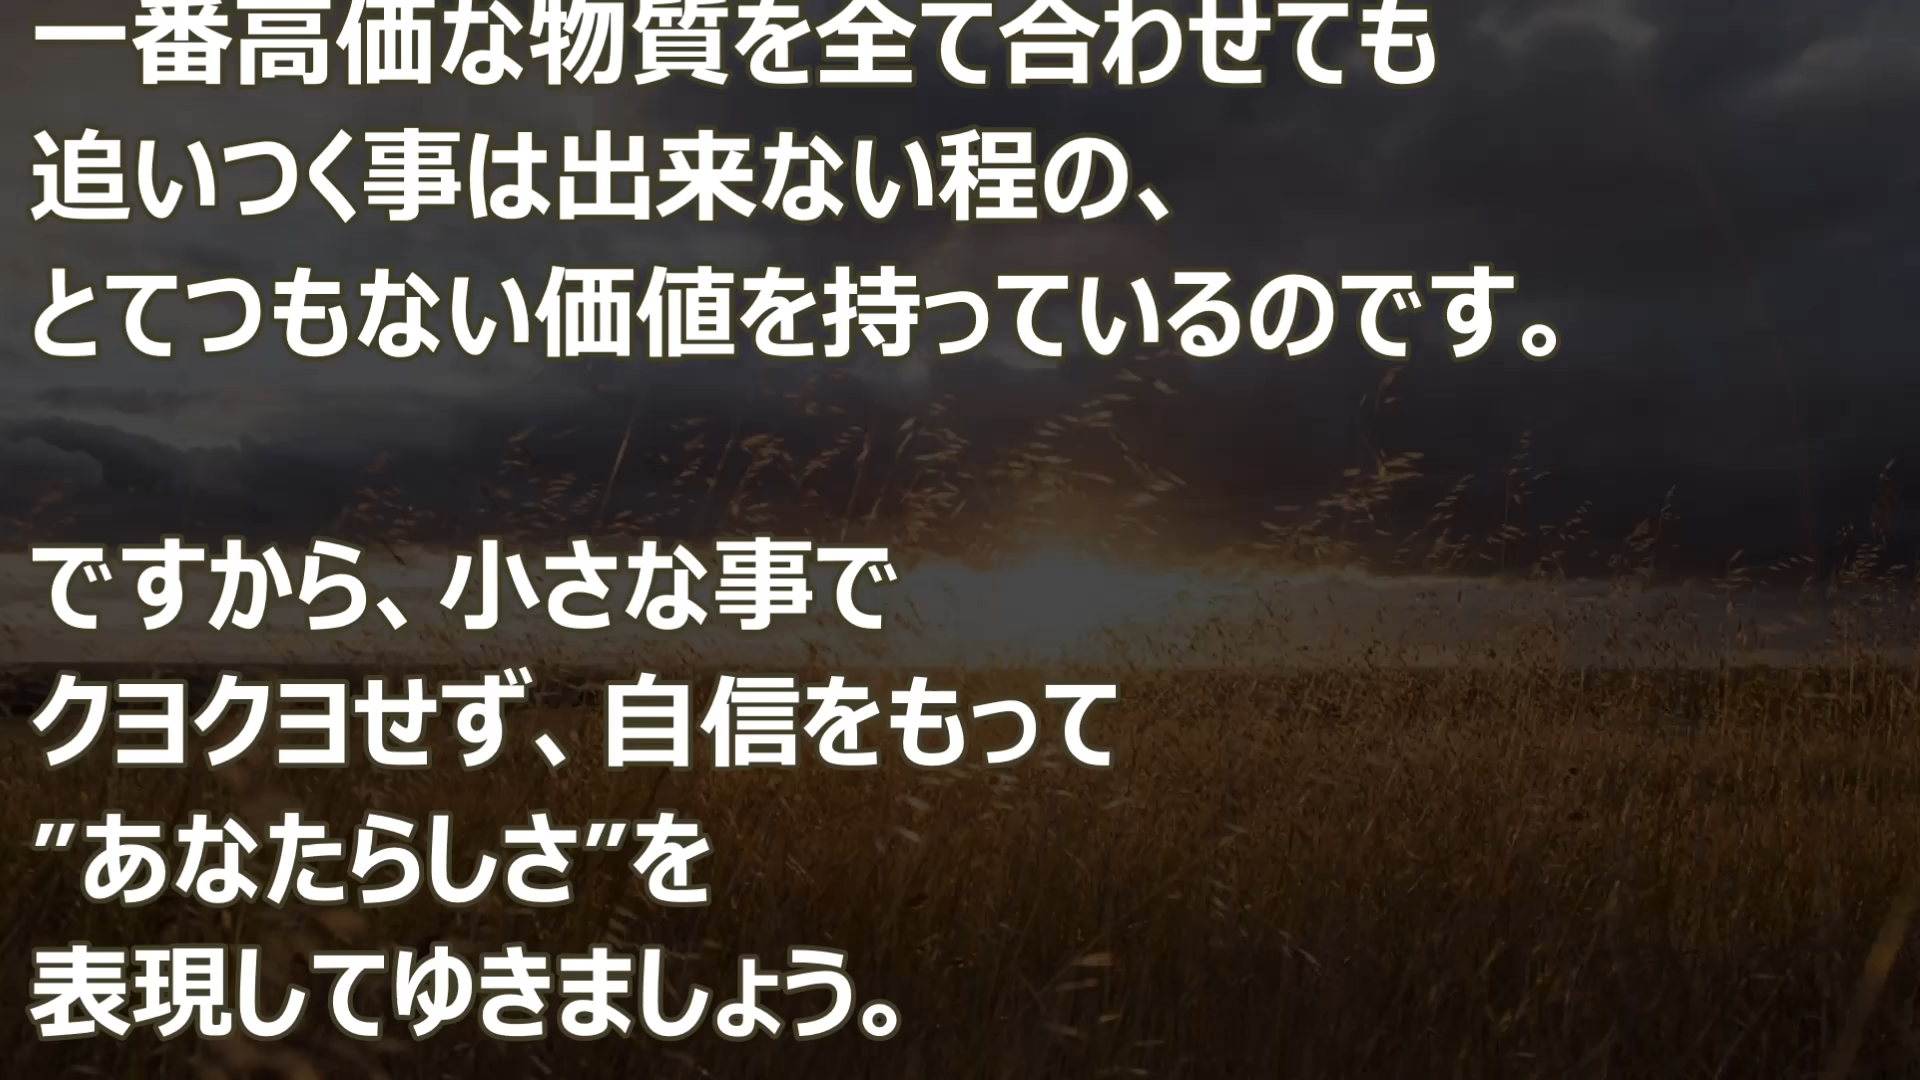 一番高価な物質を全て合わせても
追いつく事は出来ない程の、
とてつもない価値を持っているのです。
ですから、小さな事で
クヨクヨせず、自信をもって
"あなたらしさ"を
表現してゆきましょう。